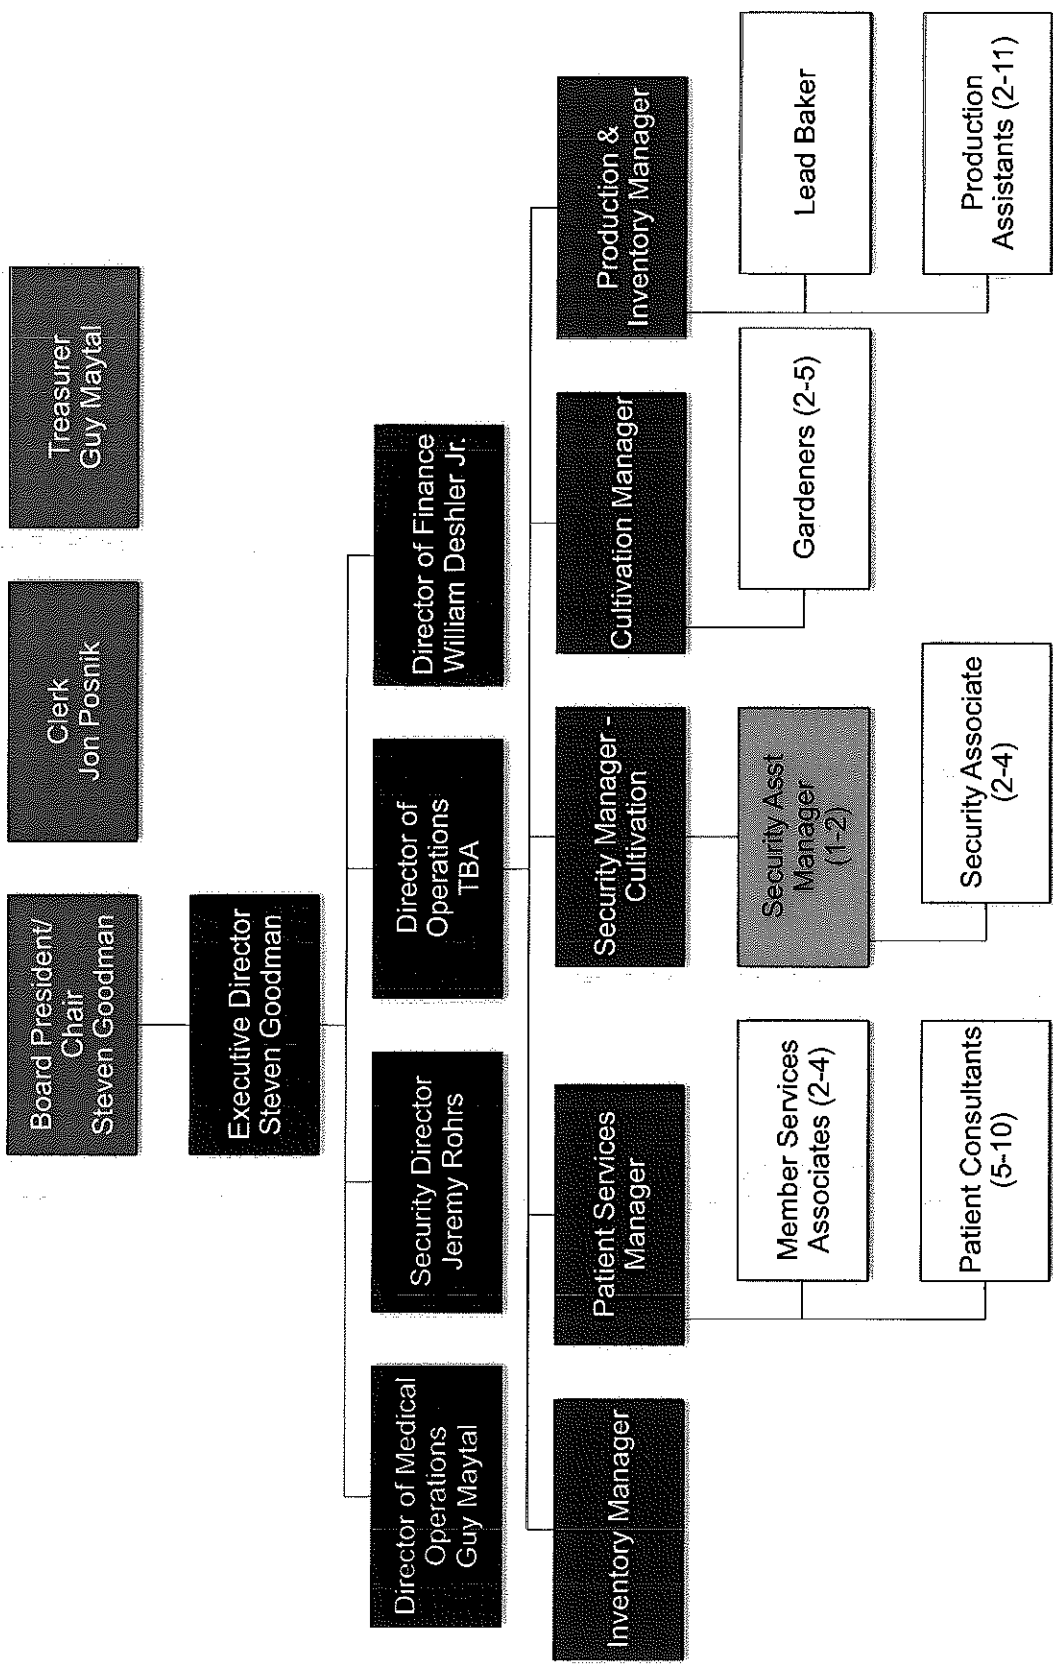 Board President/
Chair
Steven Goodman
Clerk
Jon Posnik
Treasurer
Guy Maytal
Executive Director
Steven Goodman
Director of Medical
Operations
Guy Maytal
Security Director
Jeremy Rohrs
Director of
Operations
TBA
Director of Finance
William Deshler Jr.
Inventory Manager
Patient Services
Manager
Security Manager -
Cultivation
Cultivation Manager
Production &
Inventory Manager
Member Services
Associates (2-4)
Security Asst
Manager
(1-2)
Gardeners (2-5)
Lead Baker
Patient Consultants
(5-10)
Security Associate
(2-4)
Production
Assistants (2-11)